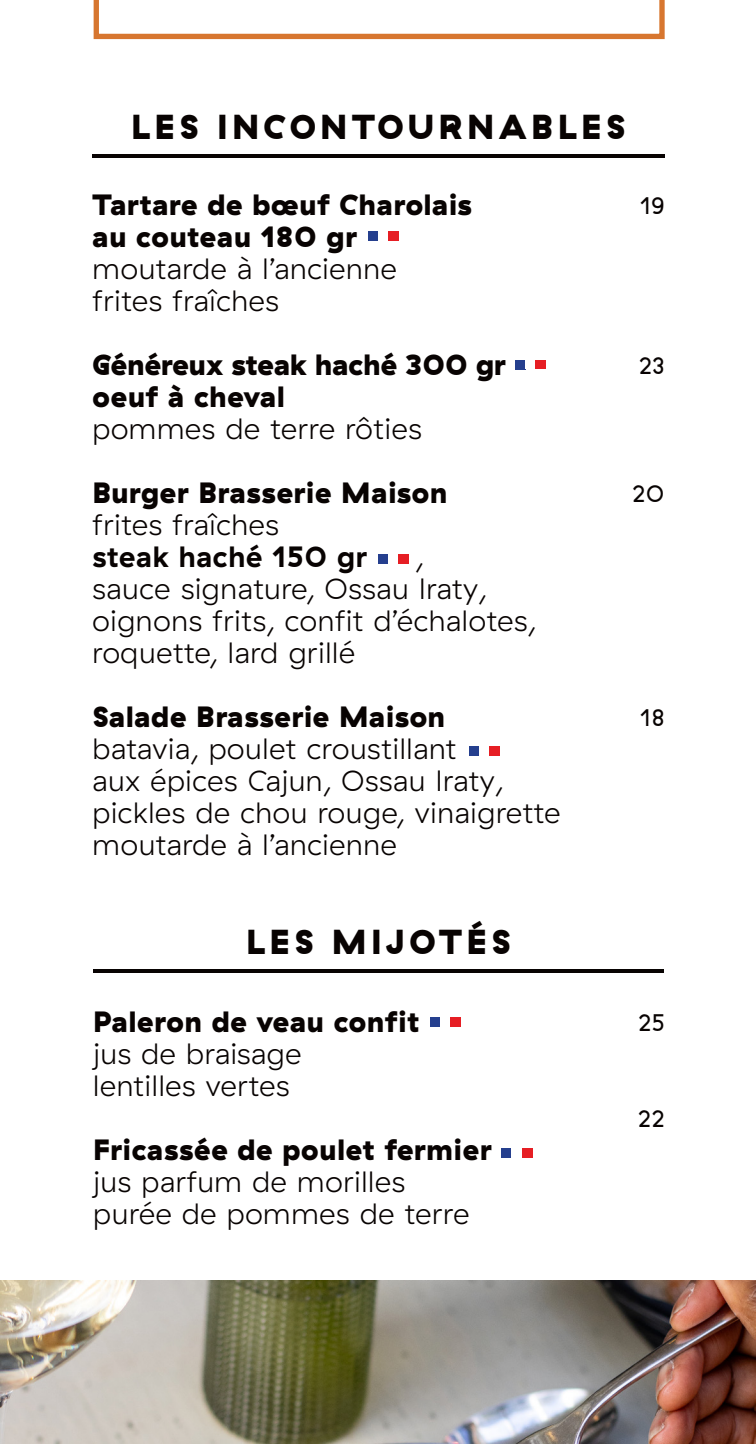 LES INCONTOURNABLES
Tartare de bœuf Charolais 19
au couteau 180 gr
moutarde à l’ancienne
frites fraîches
Généreux steak haché 300 gr 23
oeuf à cheval
pommes de terre rôties
Burger Brasserie Maison 20
frites fraîches
steak haché 150 gr ,
sauce signature, Ossau Iraty,
oignons frits, confit d’échalotes,
roquette, lard grillé
Salade Brasserie Maison 18
batavia, poulet croustillant
aux épices Cajun, Ossau Iraty,
pickles de chou rouge, vinaigrette
moutarde à l’ancienne
LES MIJOTÉS
Paleron de veau confit 25
jus de braisage
lentilles vertes
22
Fricassée de poulet fermier
jus parfum de morilles
purée de pommes de terre